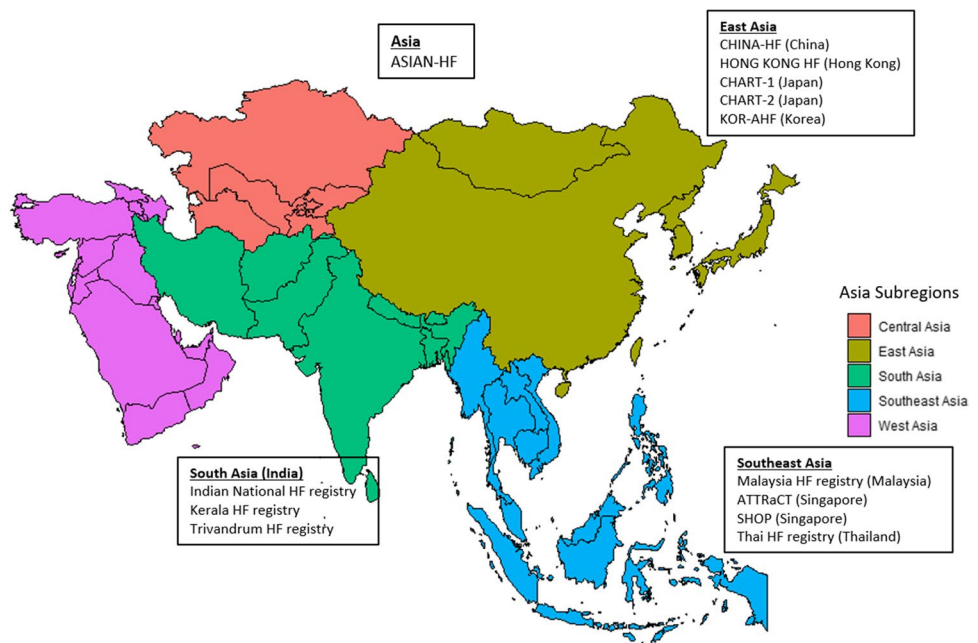 Asia
ASIAN-HF
East Asia
CHINA-HF (China)
HONG KONG HF (Hong Kong)
CHART-1 (Japan)
CHART-2 (Japan)
KOR-AHF (Korea)
Asia Subregions
Central Asia
East Asia
South Asia
Southeast Asia
West Asia
South Asia (India)
Indian National HF registry
Kerala HF registry
Trivandrum HF registry
Southeast Asia
Malaysia HF registry (Malaysia)
ATTRaCT (Singapore)
SHOP (Singapore)
Thai HF registry (Thailand)